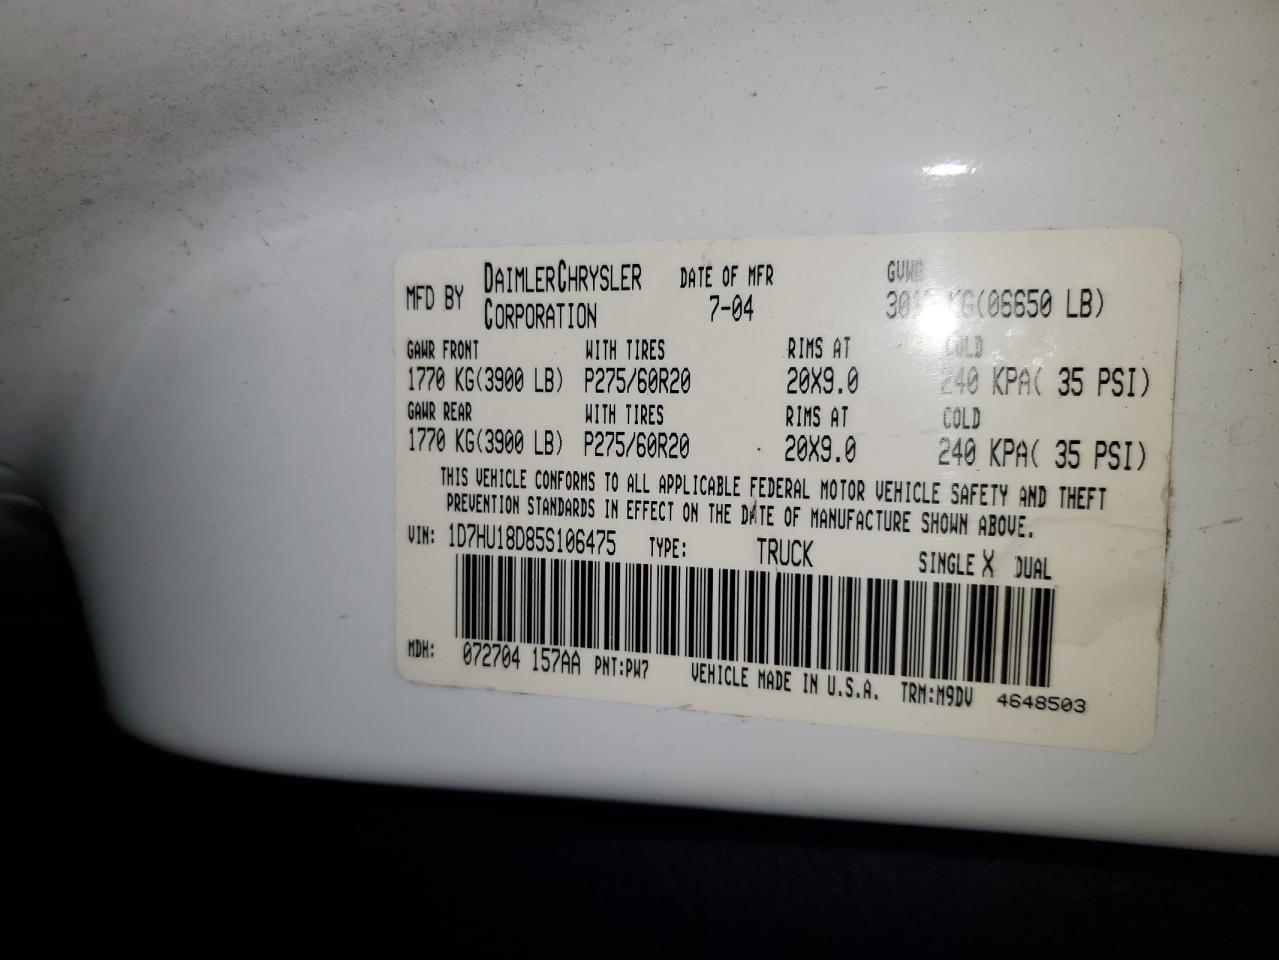 MFD BY DAIMLERCHRYSLER CORPORATION DATE OF MFR 7-04 GVWR KG(06650 LB)
GAWR FRONT WITH TIRES RIMS AT COLD
1770 KG(3900 LB) P275/60R20 20X9.0 240 KPA( 35 PSI)
GAWR REAR WITH TIRES RIMS AT COLD
1770 KG(3900 LB) P275/60R20 20X9.0 240 KPA( 35 PSI)
THIS VEHICLE CONFORMS TO ALL APPLICABLE FEDERAL MOTOR VEHICLE SAFETY AND THEFT
PREVENTION STANDARDS IN EFFECT ON THE DATE OF MANUFACTURE SHOWN ABOVE.
VIN: 1D7HU18D85S106475 TYPE: TRUCK SINGLE X DUAL
MDH: 072704 157AA PNT:PW7 VEHICLE MADE IN U.S.A. TRM:M9DV 4648503